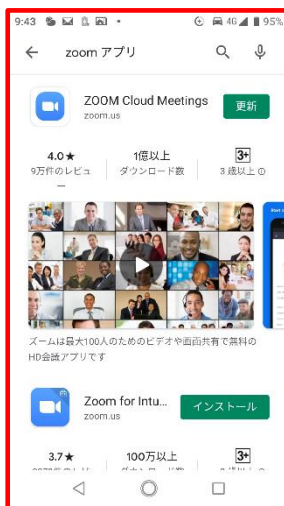 9:43 4G 95%
zoom アプリ
ZOOM Cloud Meetings
zoom.us
更新
4.0★ 1億以上 3+
9万件のレビュ
ー
ダウンロード数 3 歳以上
ズームは最大100人のためのビデオや画面共有で無料の
HD会議アプリです
Zoom for Intu...
zoom.us
インストール
3.7★ 100万以上 3+